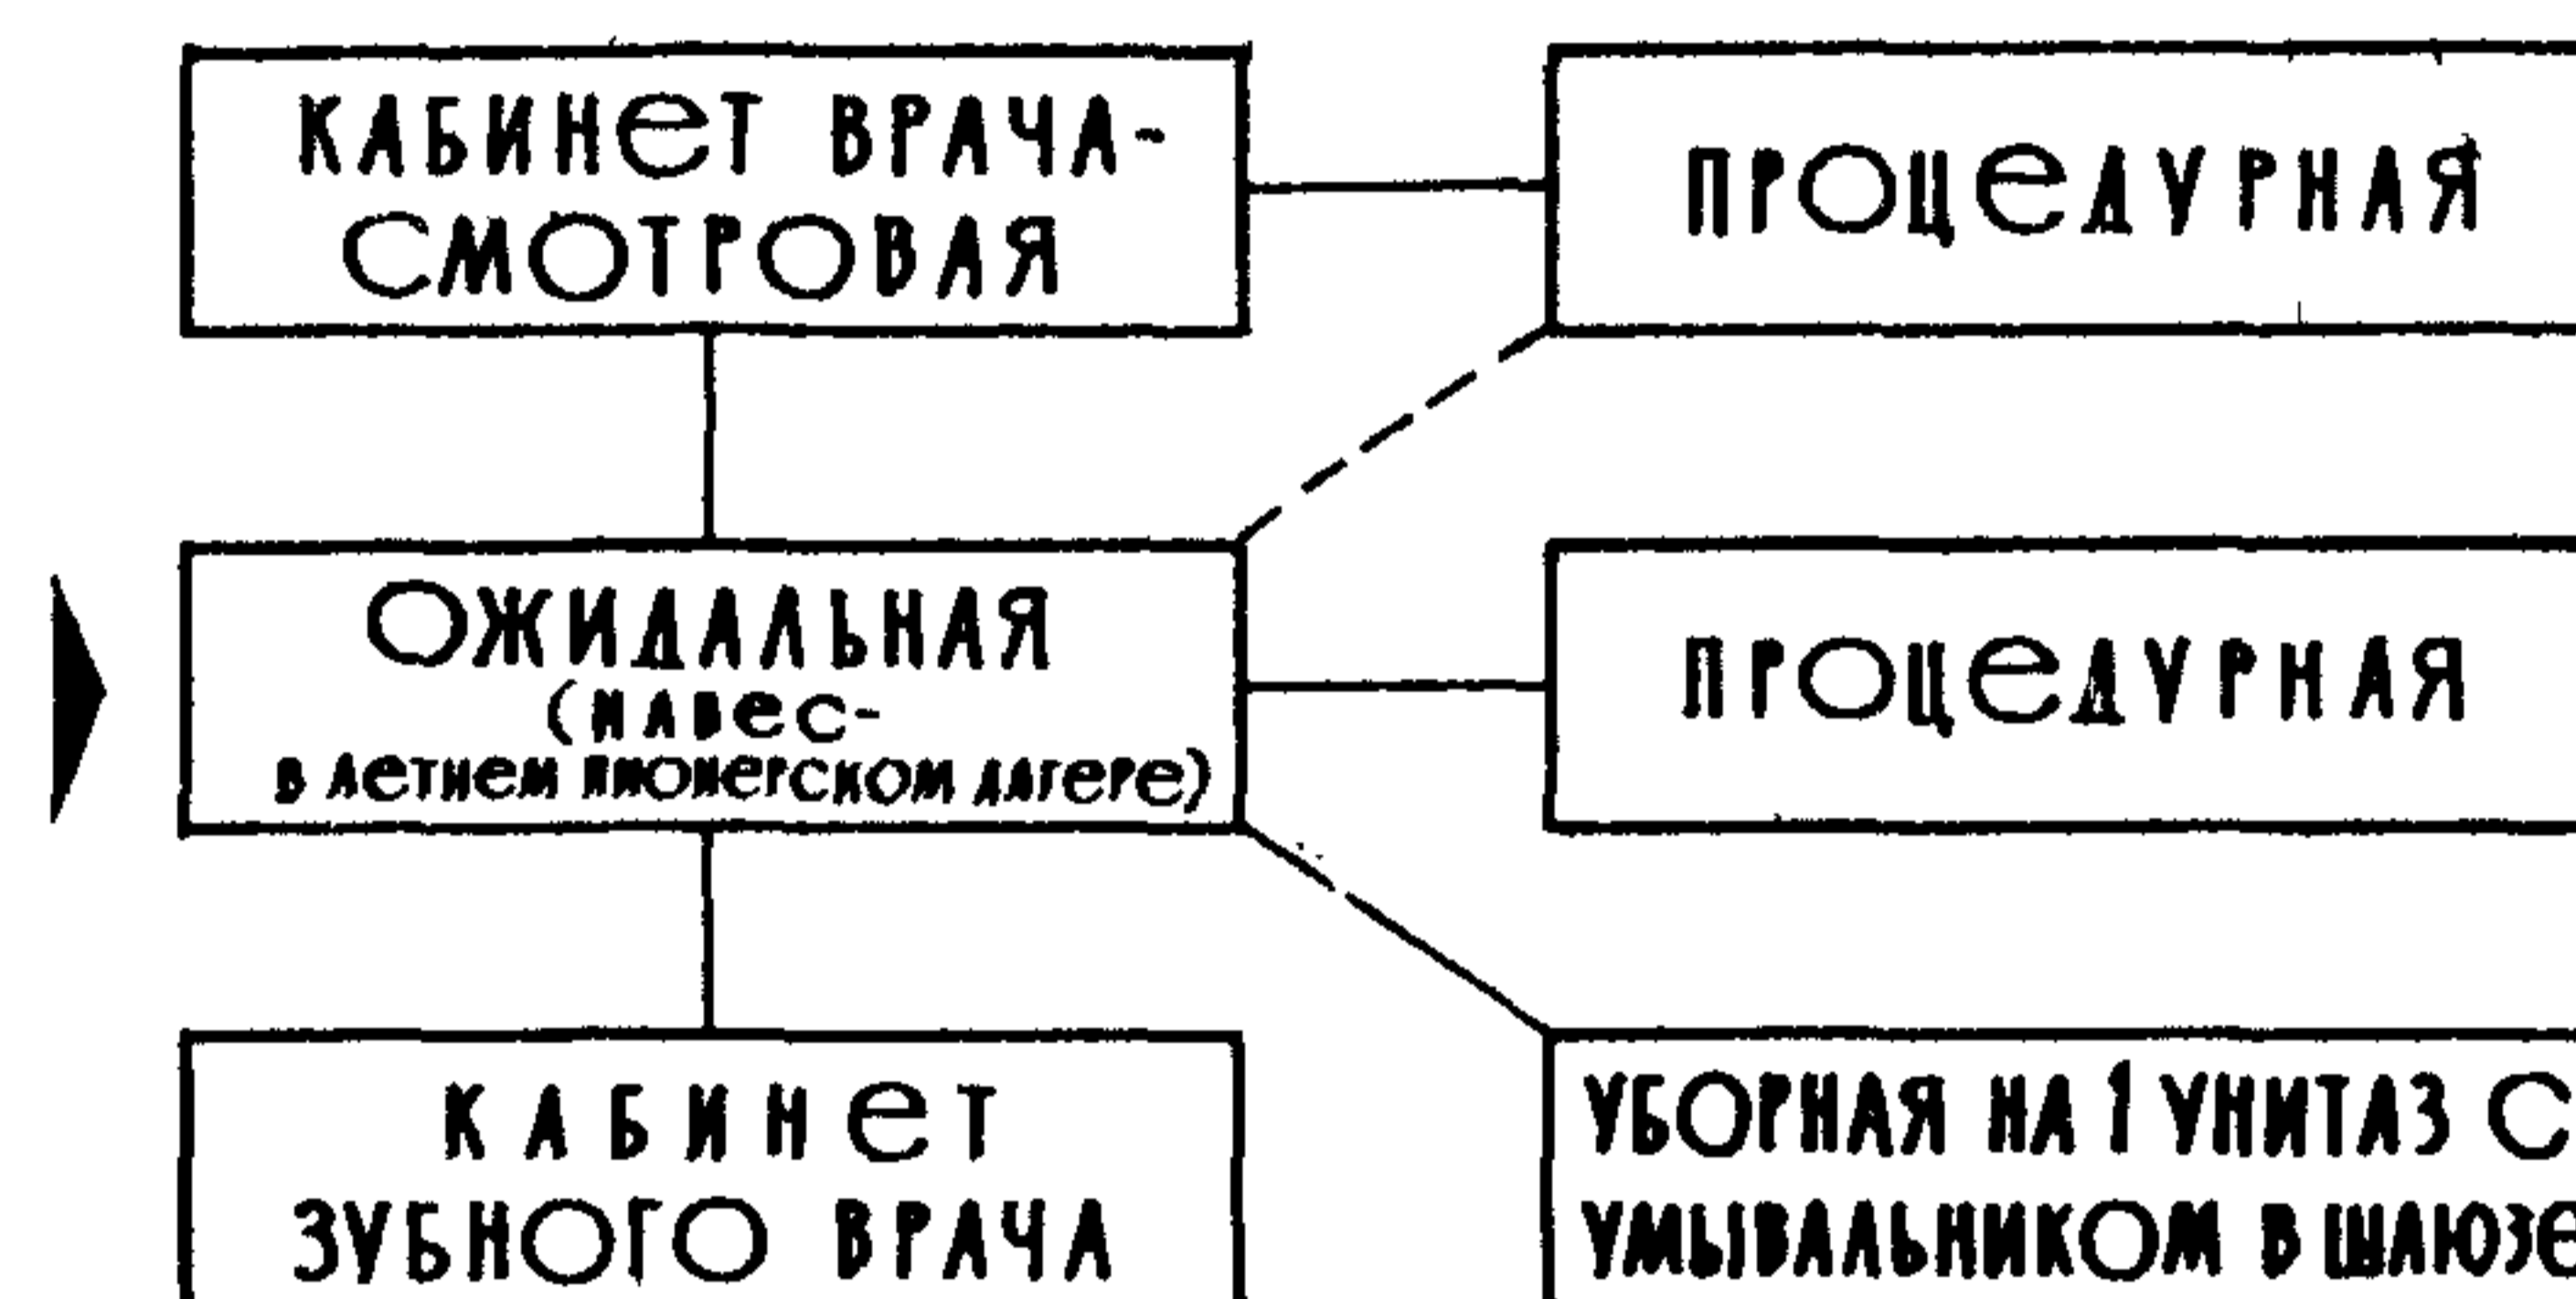 КАБИНЕТ ВРАЧА-
СМОТРОВАЯ
ПРОЦЕДУРНАЯ
ОЖИДАЛЬНАЯ
(НАВЕС-
В ЛЕТНЕМ ПИОНЕРСКОМ ЛАГЕРЕ)
ПРОЦЕДУРНАЯ
КАБИНЕТ
ЗУБНОГО ВРАЧА
УБОРНАЯ НА 1 УНИТАЗ С
УМЫВАЛЬНИКОМ В ШЛЮЗЕ